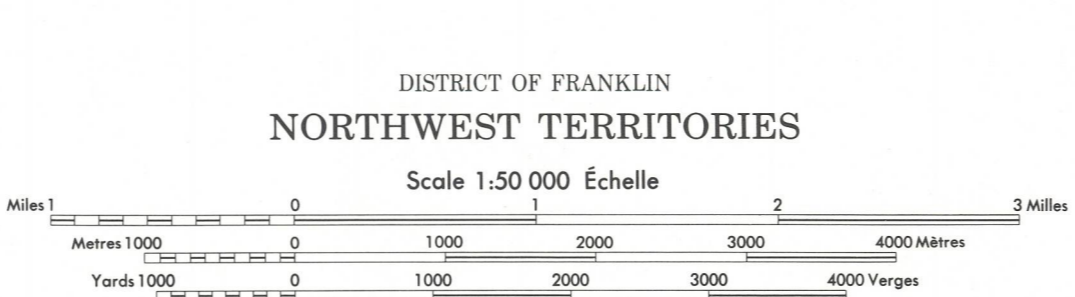 DISTRICT OF FRANKLIN
NORTHWEST TERRITORIES
Scale 1:50 000 Échelle
Miles 1 0 1 2 3 Milles
Metres 1000 0 1000 2000 3000 4000 Mètres
Yards 1000 0 1000 2000 3000 4000 Verges